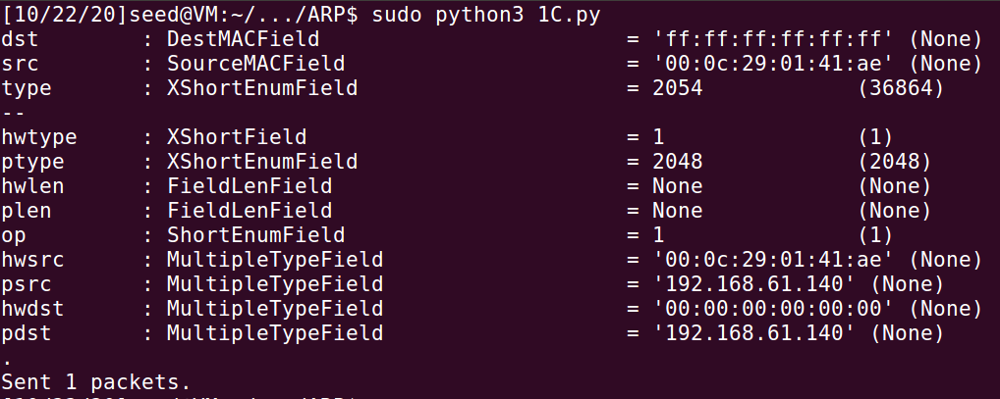 [10/22/20]seed@VM:~/.../ARP$ sudo python3 1C.py
dst : DestMACField = 'ff:ff:ff:ff:ff:ff' (None)
src : SourceMACField = '00:0c:29:01:41:ae' (None)
type : XShortEnumField = 2054 (36864)
--
hwtype : XShortField = 1 (1)
ptype : XShortEnumField = 2048 (2048)
hwlen : FieldLenField = None (None)
plen : FieldLenField = None (None)
op : ShortEnumField = 1 (1)
hwsrc : MultipleTypeField = '00:0c:29:01:41:ae' (None)
psrc : MultipleTypeField = '192.168.61.140' (None)
hwdst : MultipleTypeField = '00:00:00:00:00:00' (None)
pdst : MultipleTypeField = '192.168.61.140' (None)
.
Sent 1 packets.